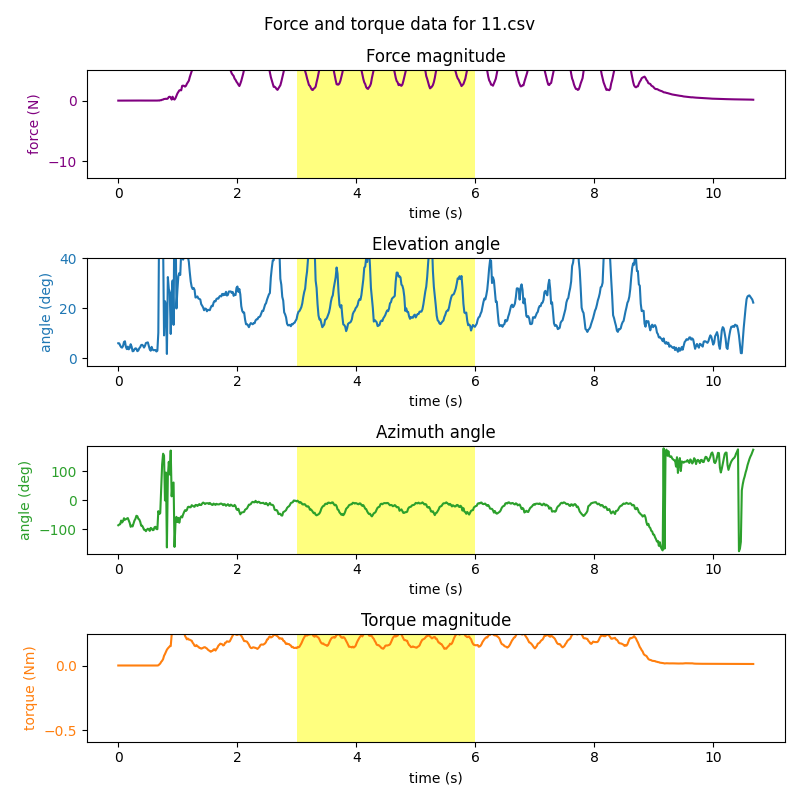 Force and torque data for 11.csv
Force magnitude
force (N)
0
−10
0 2 4 6 8 10
time (s)
Elevation angle
angle (deg)
40
20
0
0 2 4 6 8 10
time (s)
Azimuth angle
angle (deg)
100
0
−100
0 2 4 6 8 10
time (s)
Torque magnitude
torque (Nm)
0.0
−0.5
0 2 4 6 8 10
time (s)